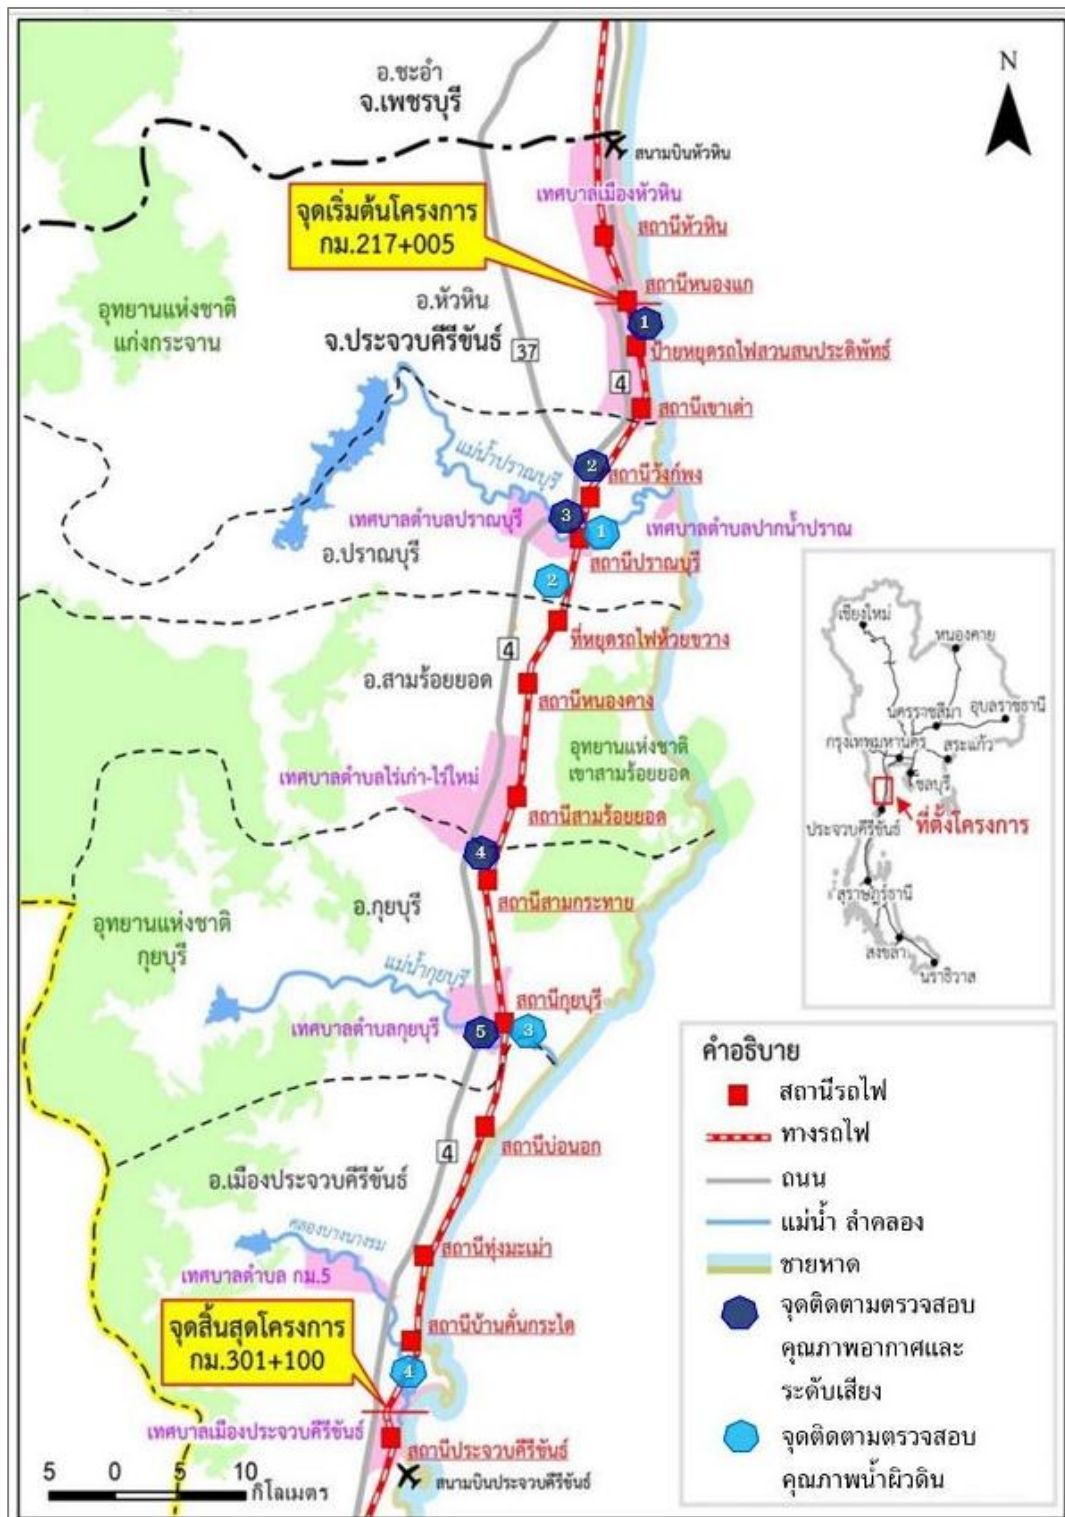 อ.ชะอำ
จ.เพชรบุรี
N
สนามบินหัวหิน
เทศบาลเมืองหัวหิน
จุดเริ่มต้นโครงการ
กม.217+005
สถานีหัวหิน
สถานีหนองแก
อ.หัวหิน
จ.ประจวบคีรีขันธ์
อุทยานแห่งชาติ
แก่งกระจาน
1
37
ป้ายหยุดรถไฟสวนสนประดิพัทธ์
4
สถานีเขาเต่า
แม่น้ำปราณบุรี
2
สถานีวังก์พง
เทศบาลตำบลปราณบุรี
3
1
เทศบาลตำบลปากน้ำปราณ
อ.ปราณบุรี
สถานีปราณบุรี
2
ที่หยุดรถไฟห้วยขวาง
4
อ.สามร้อยยอด
สถานีหนองคาง
อุทยานแห่งชาติ
เขาสามร้อยยอด
เทศบาลตำบลไร่เก่า-ไร่ใหม่
สถานีสามร้อยยอด
4
สถานีสามกระทาย
อ.กุยบุรี
อุทยานแห่งชาติ
กุยบุรี
แม่น้ำกุยบุรี
สถานีกุยบุรี
เทศบาลตำบลกุยบุรี
5
3
สถานีบ่อนอก
4
อ.เมืองประจวบคีรีขันธ์
คลองบางนางรม
สถานีทุ่งมะเม่า
เทศบาลตำบล กม.5
จุดสิ้นสุดโครงการ
กม.301+100
สถานีบ้านคั่นกระได
4
เทศบาลเมืองประจวบคีรีขันธ์
สถานีประจวบคีรีขันธ์
สนามบินประจวบคีรีขันธ์
5 0 5 10
กิโลเมตร
เชียงใหม่
หนองคาย
นครราชสีมา
อุบลราชธานี
กรุงเทพมหานคร
สระแก้ว
ชลบุรี
ประจวบคีรีขันธ์
ที่ตั้งโครงการ
สุราษฎร์ธานี
สงขลา
นราธิวาส
คำอธิบาย
สถานีรถไฟ
ทางรถไฟ
ถนน
แม่น้ำ ลำคลอง
ชายหาด
จุดติดตามตรวจสอบ
คุณภาพอากาศและ
ระดับเสียง
จุดติดตามตรวจสอบ
คุณภาพน้ำผิวดิน